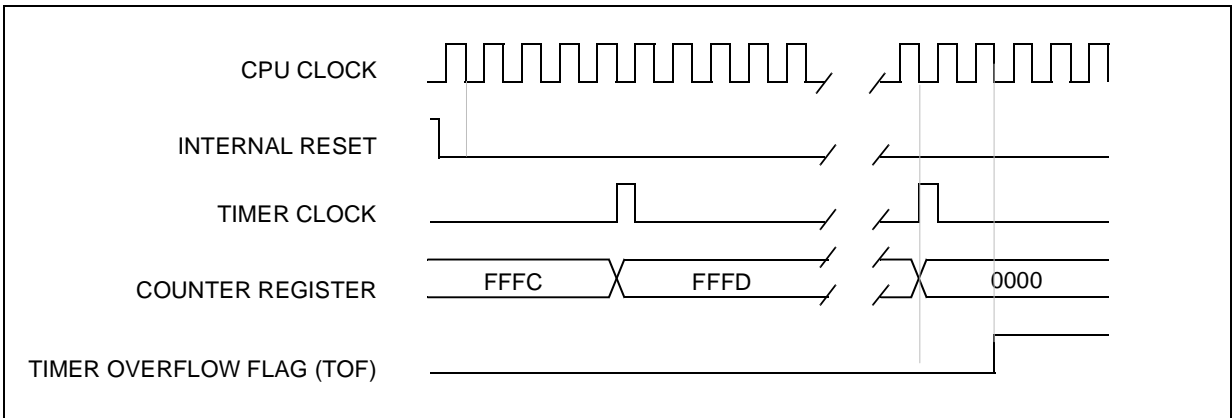 CPU CLOCK
INTERNAL RESET
TIMER CLOCK
COUNTER REGISTER
FFFC
FFFD
0000
TIMER OVERFLOW FLAG (TOF)